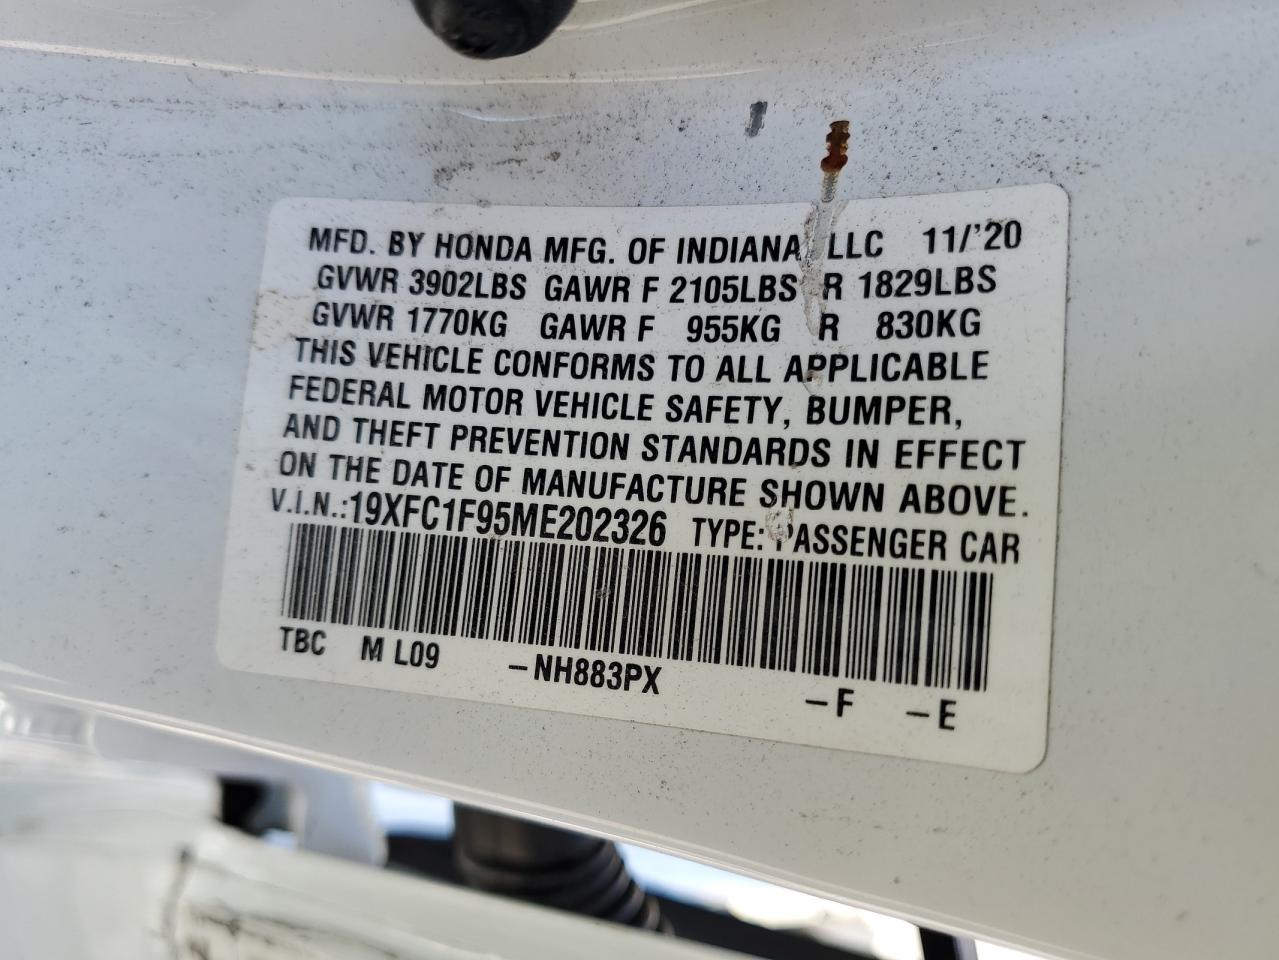 MFD. BY HONDA MFG. OF INDIANA, LLC 11/'20
GVWR 3902LBS GAWR F 2105LBS R 1829LBS
GVWR 1770KG GAWR F 955KG R 830KG
THIS VEHICLE CONFORMS TO ALL APPLICABLE
FEDERAL MOTOR VEHICLE SAFETY, BUMPER,
AND THEFT PREVENTION STANDARDS IN EFFECT
ON THE DATE OF MANUFACTURE SHOWN ABOVE.
V.I.N.:19XFC1F95ME202326 TYPE: PASSENGER CAR
TBC M L09 -NH883PX -F -E